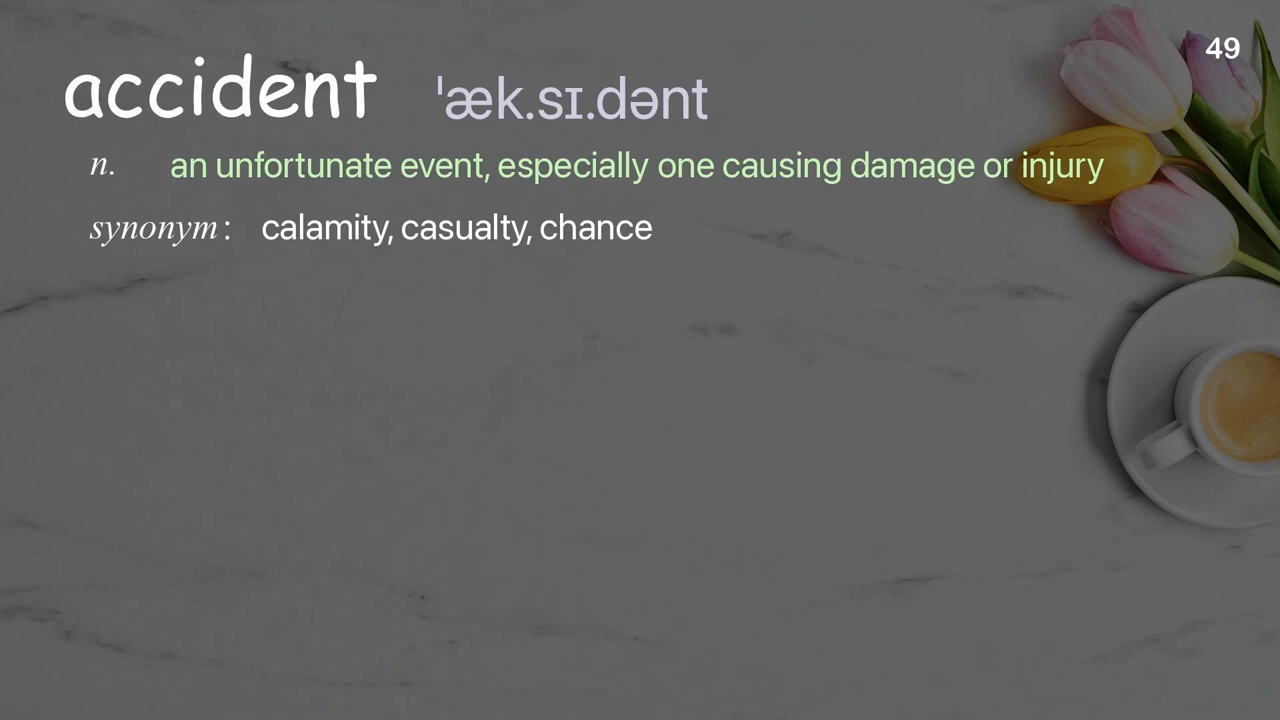 49
accident ˈæk.sɪ.dənt
n. an unfortunate event, especially one causing damage or injury
synonym : calamity, casualty, chance